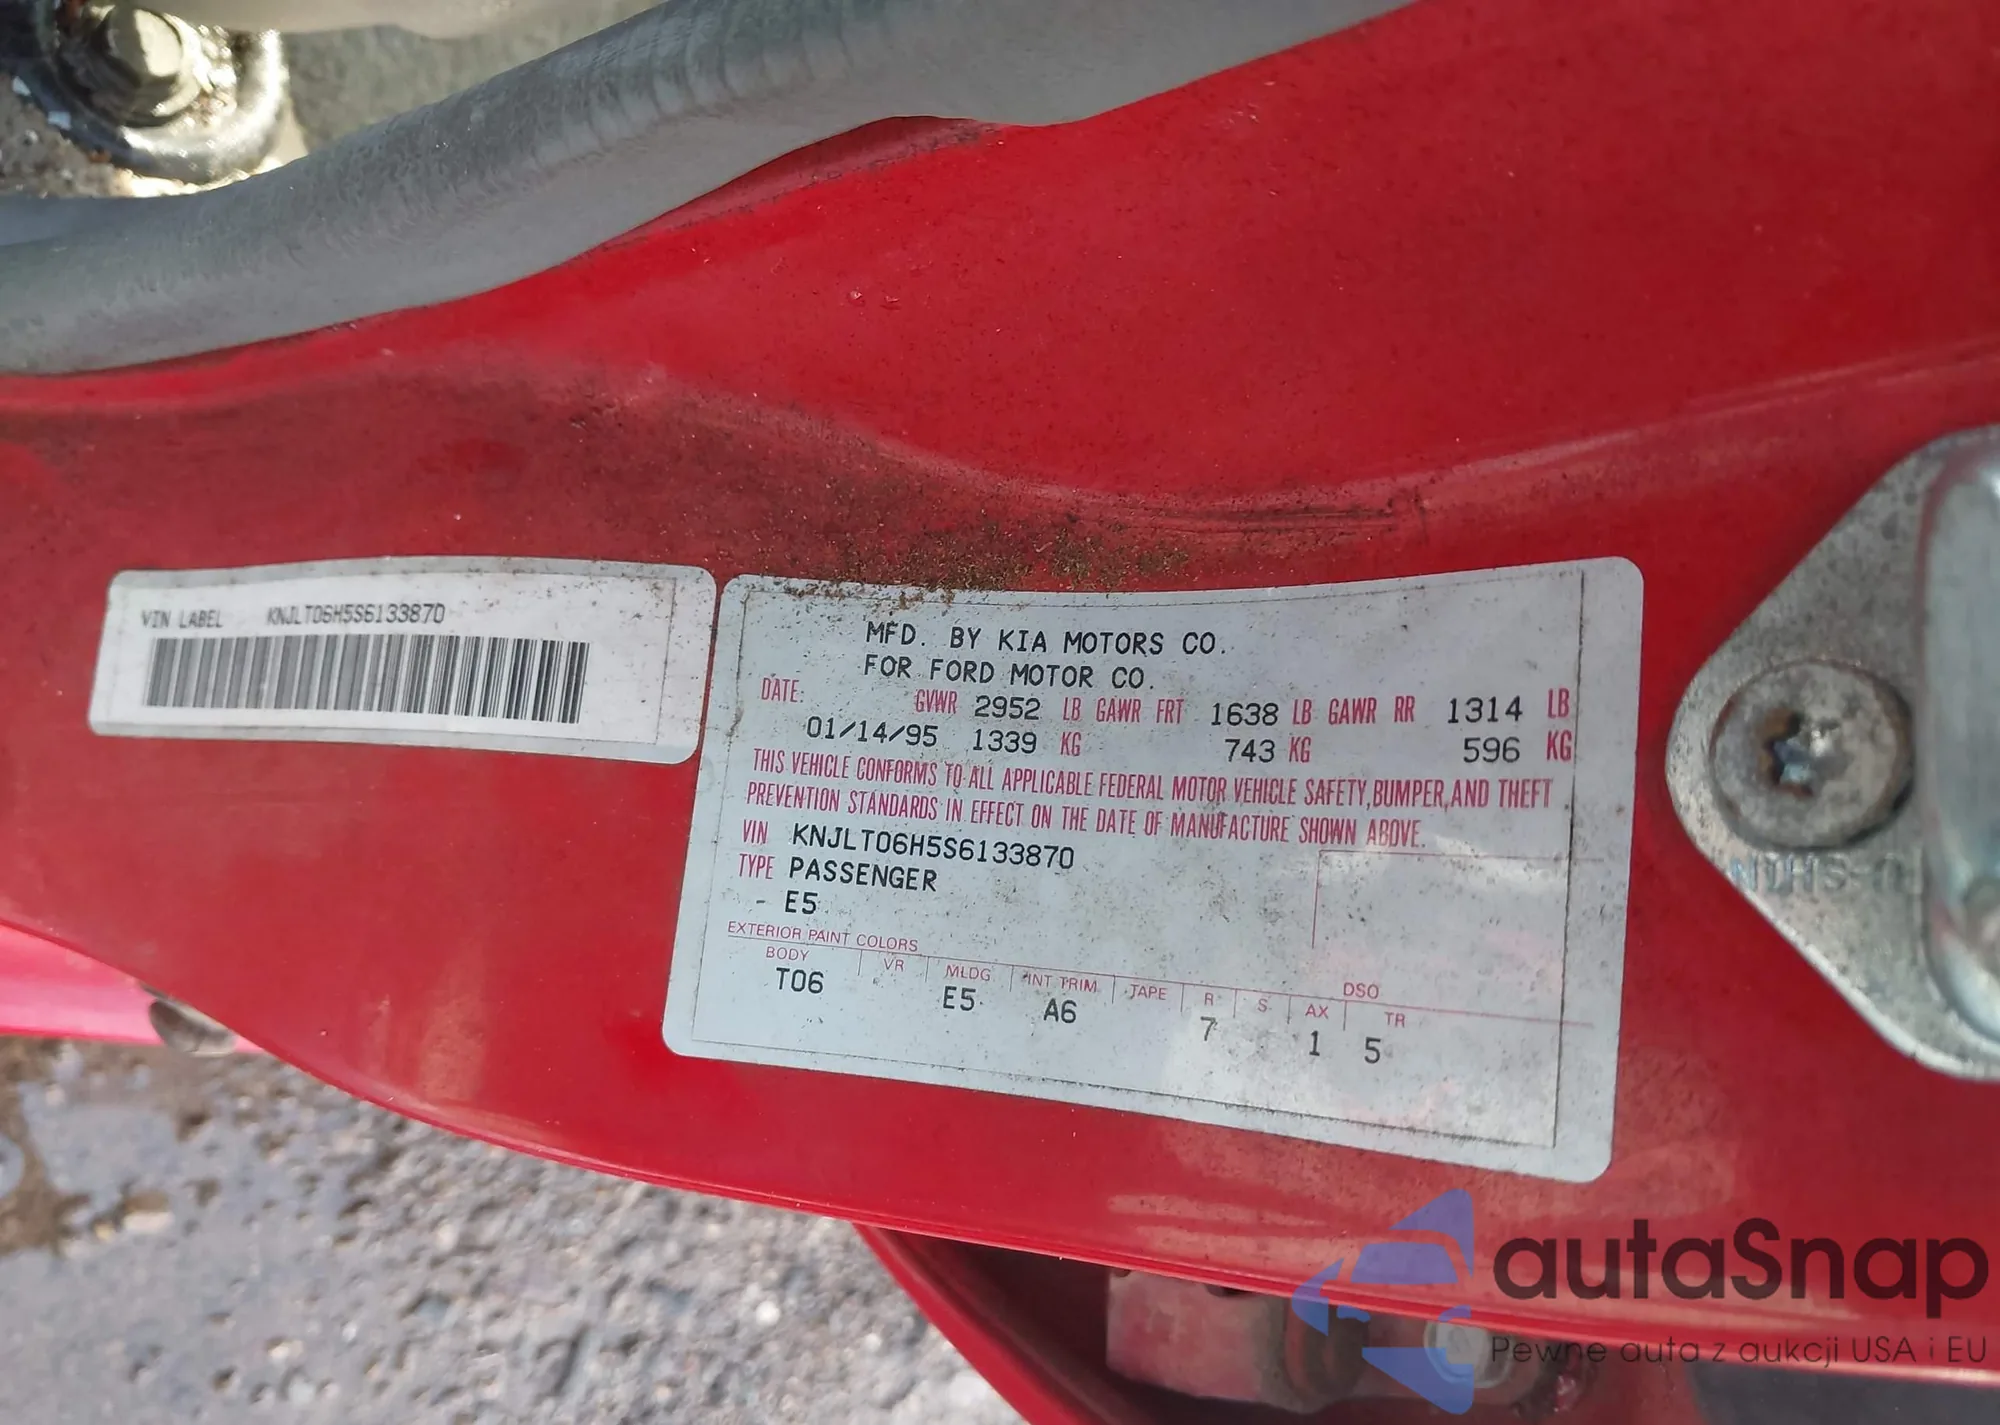 VIN LABEL KNJLT06H5S6133870
MFD. BY KIA MOTORS CO.
FOR FORD MOTOR CO.
DATE: GVWR 2952 LB GAWR FRT 1638 LB GAWR RR 1314 LB
01/14/95 1339 KG 743 KG 596 KG
THIS VEHICLE CONFORMS TO ALL APPLICABLE FEDERAL MOTOR VEHICLE SAFETY, BUMPER, AND THEFT
PREVENTION STANDARDS IN EFFECT ON THE DATE OF MANUFACTURE SHOWN ABOVE.
VIN KNJLT06H5S6133870
TYPE PASSENGER
- E5
EXTERIOR PAINT COLORS
BODY VR MLDG INT TRIM TAPE R S AX TR DSO
T06 E5 A6 7 1 5
autaSnap
Pewne auta z aukcji USA i EU